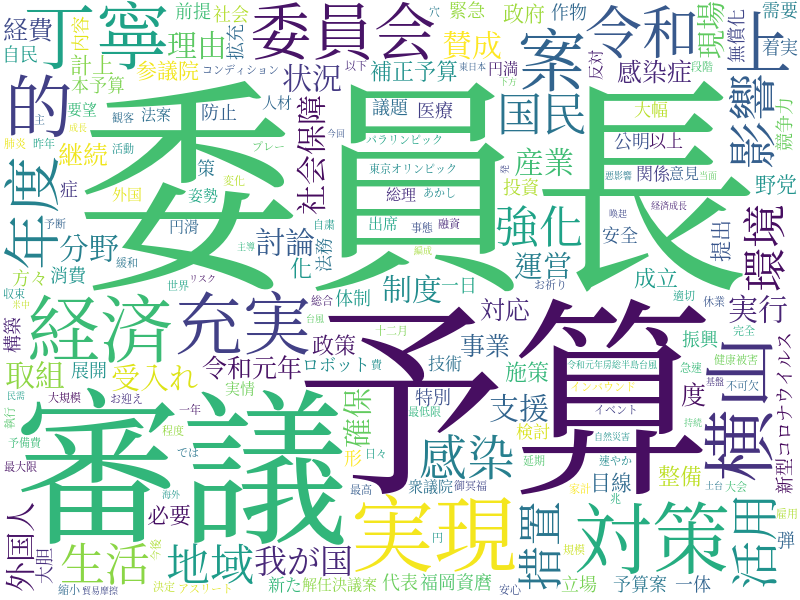 委員長
予算
審議
実現
対策
経済
充実
横山
活用
措置
令和
案
上
影響
環境
国民
委員会
丁寧
的
年度
強化
感染
地域
我が国
生活
支援
確保
制度
討論
分野
社会保障
継続
理由
賛成
現場
産業
運営
取組
受入れ
令和元年
外国人
必要
整備
実行
状況
感染症
野党
補正予算
経費
計上
本予算
参議院
議題
医療
公明
以上
関係
意見
投資
防止
策
症
化
法務
対応
政策
事業
施策
度
目線
形
体制
一日
成立
安全
提出
振興
新型コロナウイルス
競争力
大幅
着実
需要
無償化
反対
段階
作物
政府
緊急
前提
社会
拡充
自民
内容
要望
法案
人材
コンディション
以下
東日本
円満
穴
下方
パラリンピック
東京オリンピック
プレー
総理
あかし
出席
事態
融資
自粛
編成
主導
観客
活動
姿勢
外国
変化
円滑
方々
消費
緩和
世界
リスク
肺炎
昨年
成長
主
予断
今回
悪影響
当面
喚起
経済成長
お祈り
適切
休業
完全
健康被害
急速
基盤
不可欠
令和元年房総半島台風
インバウンド
イベント
自然災害
持続
土台
大会
雇用
弾
家計
兆
規模
円
速やか
延期
検討
特別
最低限
技術
十二月
総合
台風
ロボット
費
展開
構築
収束
米中
民需
執行
大規模
お迎え
実情
一年
程度
では
日々
予備費
最大限
海外
衆議院
御冥福
最高
大胆
今後
縮小
貿易摩擦
決定
アスリート
新た
解任決議案
代表
福岡資麿
安心
立場
予算案
一体